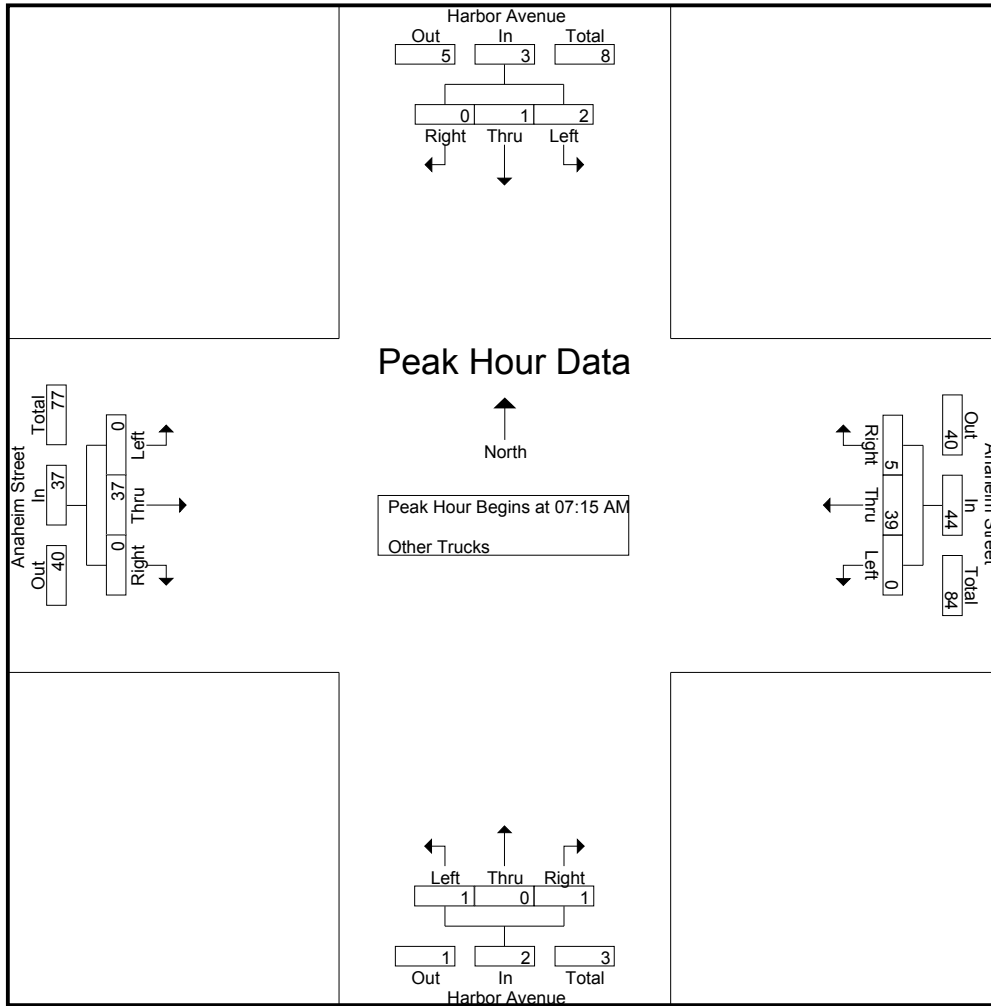 Harbor Avenue
Out In Total
5 3 8
0 1 2
Right Thru Left
Peak Hour Data
North
Peak Hour Begins at 07:15 AM
Other Trucks
Anaheim Street
Out In Total
40 37 77
Right Thru Left
0 37 0
Anaheim Street
Out In Total
40 44 84
Right Thru Left
5 39 0
Left Thru Right
1 0 1
1 2 3
Out In Total
Harbor Avenue